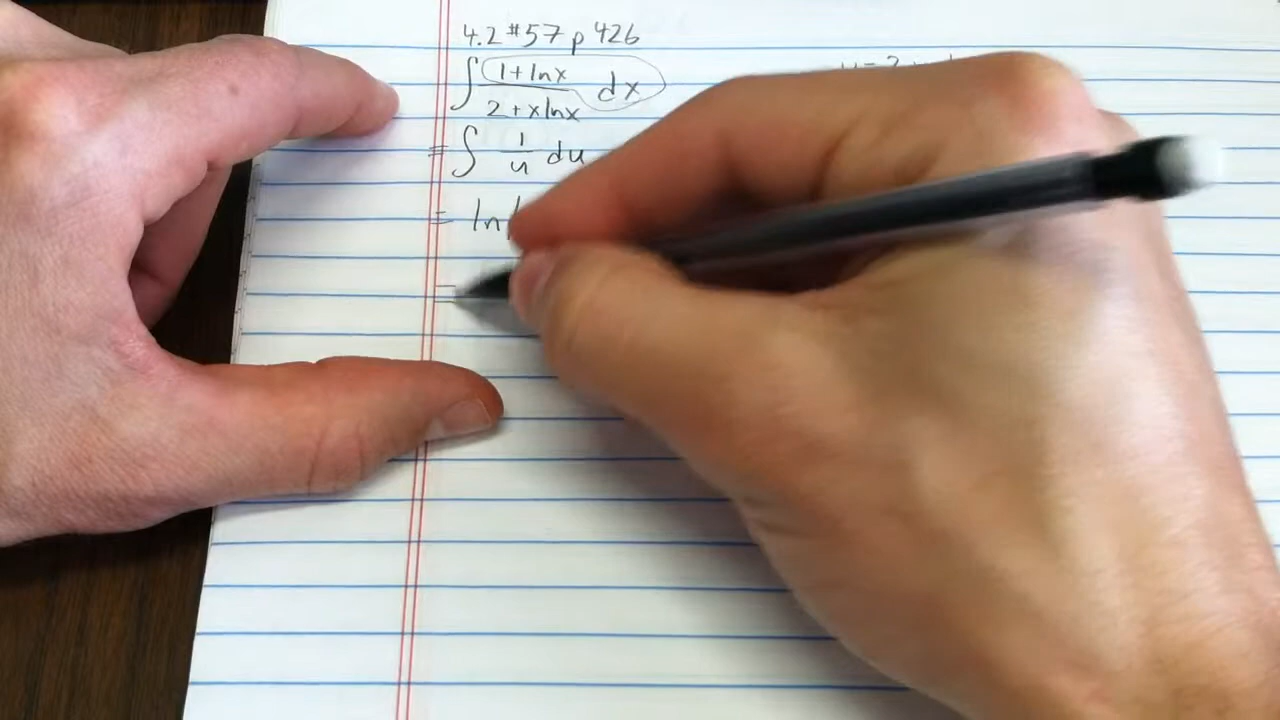 4.2 #57 p 426
∫ (1+lnx)/(2+xlnx) dx
= ∫ 1/u du
= ln|
=